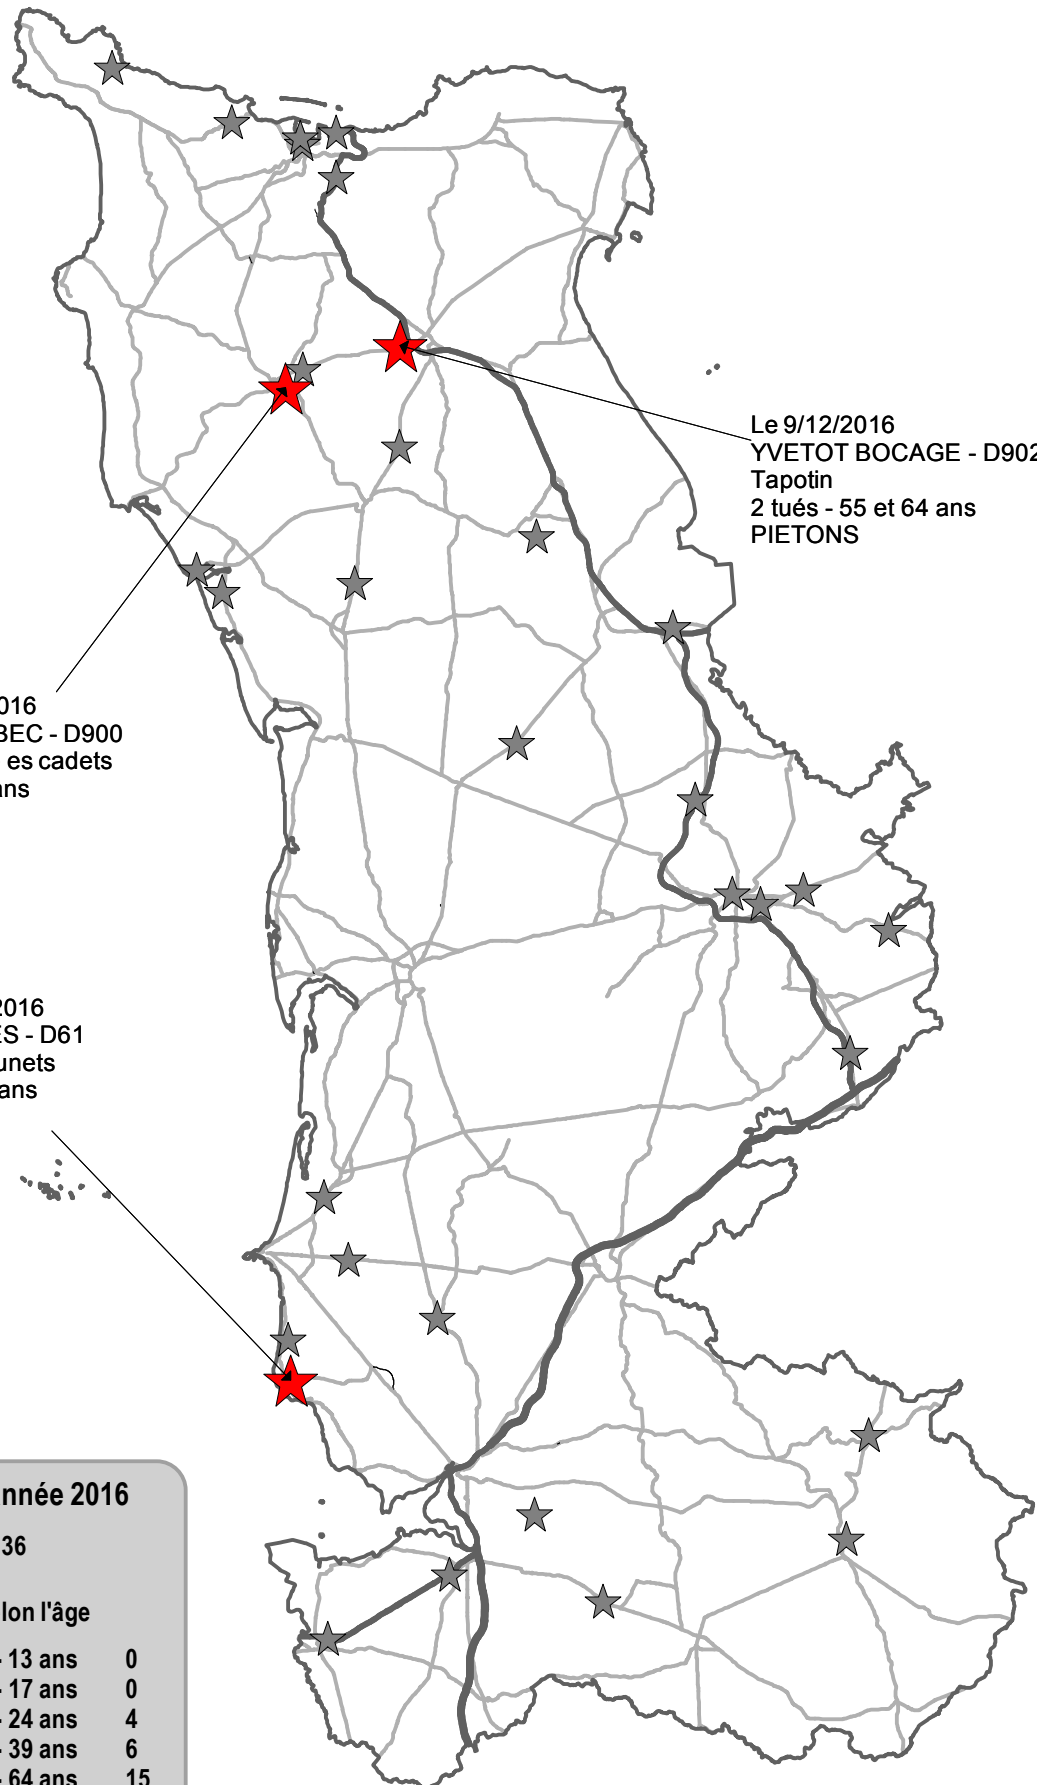 Le 9/12/2016
YVETOT BOCAGE - D902
Tapotin
2 tués - 55 et 64 ans
PIETONS
016
BEC - D900
es cadets
ans
2016
ES - D61
unets
ans
nnée 2016
36
lon l'âge
- 13 ans 0
- 17 ans 0
- 24 ans 4
- 39 ans 6
- 64 ans 15